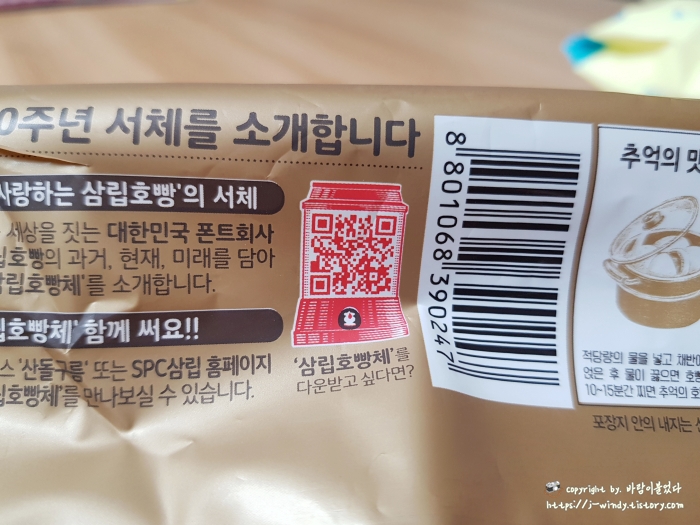 0주년 서체를 소개합니다
사랑하는 삼립호빵'의 서체
세상을 짓는 대한민국 폰트회사
립호빵의 과거, 현재, 미래를 담아
삼립호빵체'를 소개합니다.
립호빵체' 함께 써요!!
스 '산돌구름' 또는 SPC삼립 홈페이지
립호빵체'를 만나보실 수 있습니다.
'삼립호빵체'를
다운받고 싶다면?
8 801068 390247
추억의 맛
적당량의 물을 넣고 채반
얹은 후 물이 끓으면 호빵
10~15분간 찌면 추억의 호
포장지 안의 내지는
copyright by. 바람이불었다
https://j-windy.tistory.com